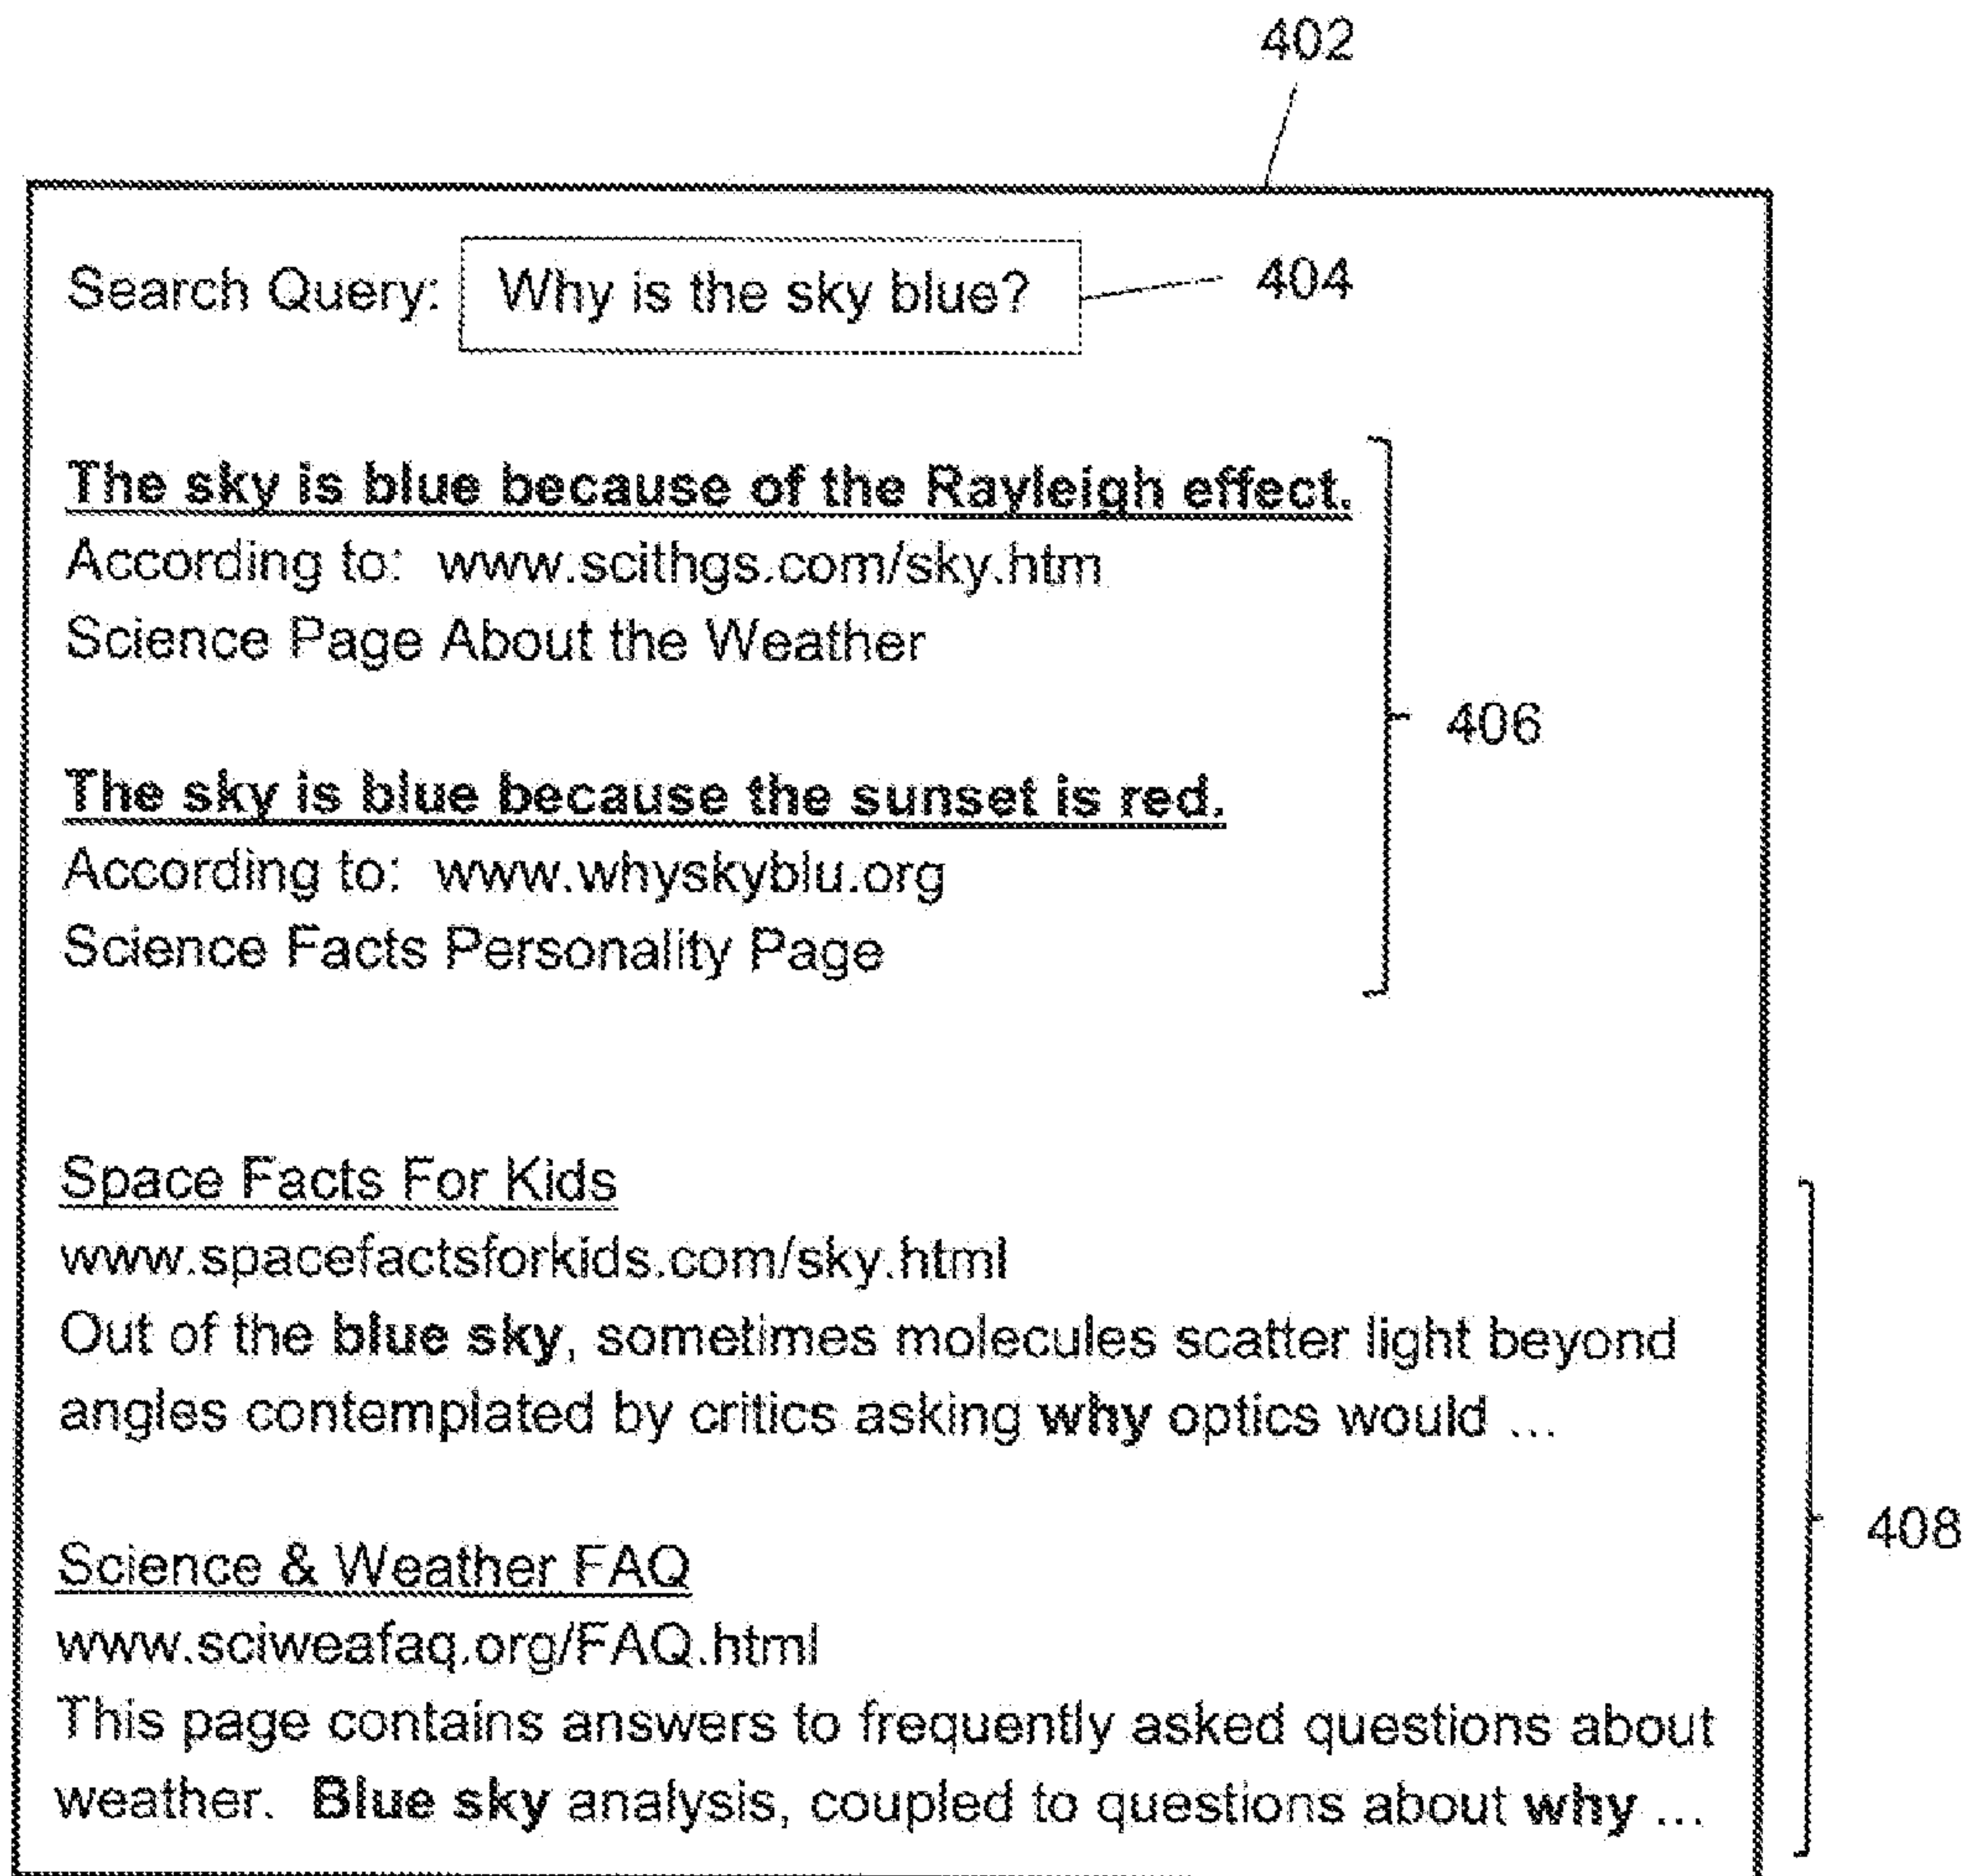 402
Search Query: Why is the sky blue? 404
The sky is blue because of the Rayleigh effect.
According to: www.scithgs.com/sky.htm
Science Page About the Weather
406
The sky is blue because the sunset is red.
According to: www.whyskyblu.org
Science Facts Personality Page
Space Facts For Kids
www.spacefactsforkids.com/sky.html
Out of the blue sky, sometimes molecules scatter light beyond
angles contemplated by critics asking why optics would ...
408
Science & Weather FAQ
www.sciweafaq.org/FAQ.html
This page contains answers to frequently asked questions about
weather. Blue sky analysis, coupled to questions about why ...